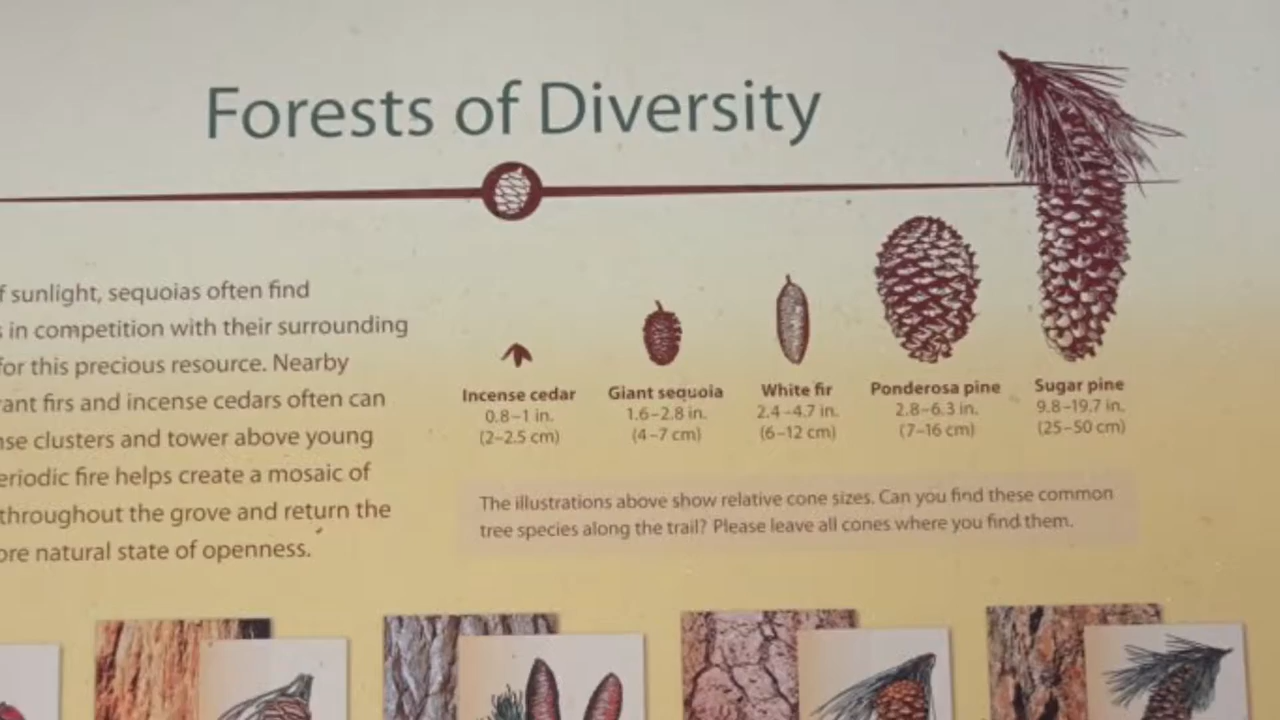 Forests of Diversity
sunlight, sequoias often find
in competition with their surrounding
for this precious resource. Nearby
firs and incense cedars often can
clusters and tower above young
fire helps create a mosaic of
throughout the grove and return the
natural state of openness.
Incense cedar
0.8–1 in.
(2–2.5 cm)
Giant sequoia
1.6–2.8 in.
(4–7 cm)
White fir
2.4–4.7 in.
(6–12 cm)
Ponderosa pine
2.8–6.3 in.
(7–16 cm)
Sugar pine
9.8–19.7 in.
(25–50 cm)
The illustrations above show relative cone sizes. Can you find these common
tree species along the trail? Please leave all cones where you find them.